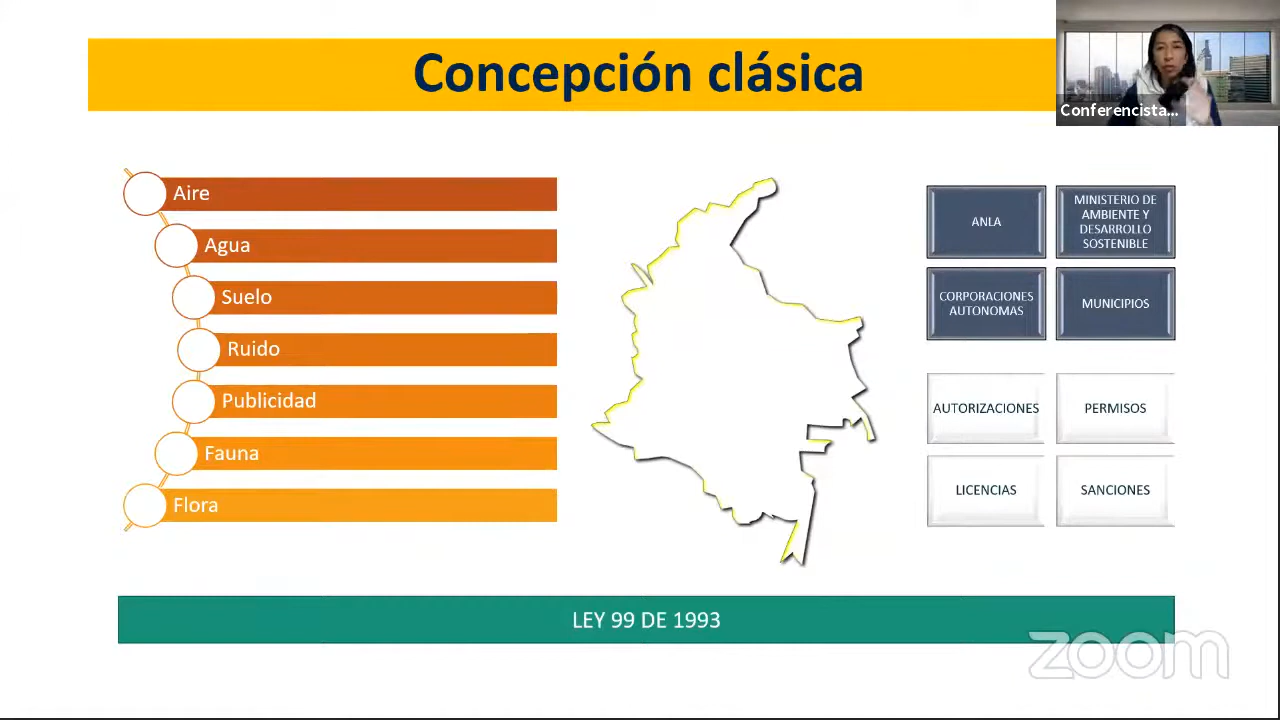 Concepción clásica
Conferencista...
Aire
Agua
Suelo
Ruido
Publicidad
Fauna
Flora
ANLA
MINISTERIO DE
AMBIENTE Y
DESARROLLO
SOSTENIBLE
CORPORACIONES
AUTONOMAS
MUNICIPIOS
AUTORIZACIONES
PERMISOS
LICENCIAS
SANCIONES
LEY 99 DE 1993
zoom